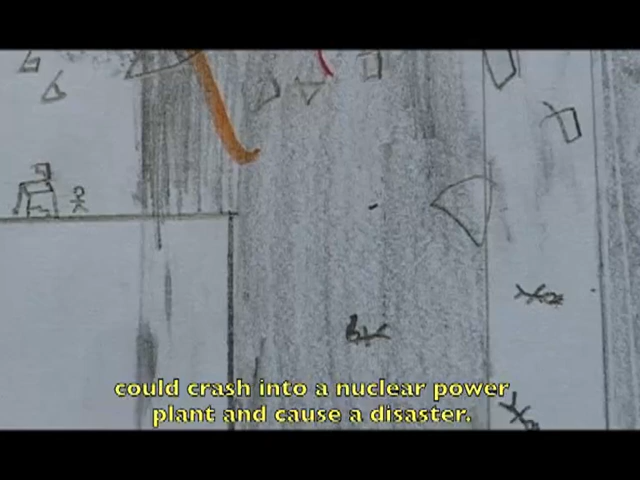 could crash into a nuclear power
plant and cause a disaster.